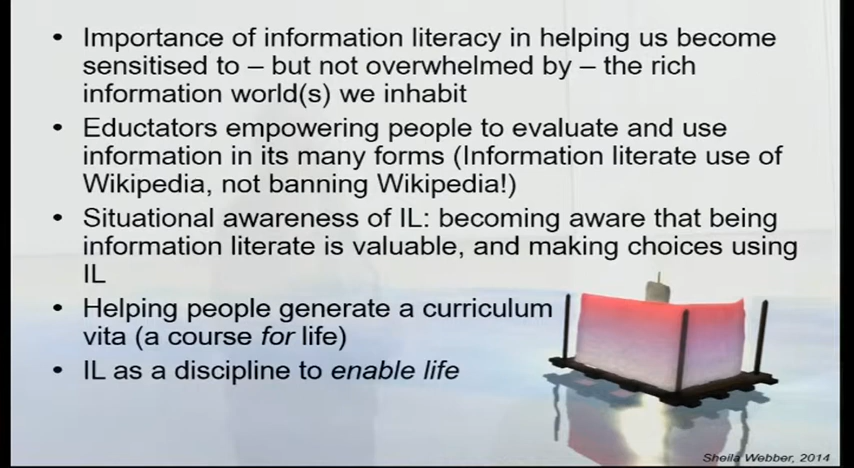 • Importance of information literacy in helping us become
sensitised to – but not overwhelmed by – the rich
information world(s) we inhabit
• Eductators empowering people to evaluate and use
information in its many forms (Information literate use of
Wikipedia, not banning Wikipedia!)
• Situational awareness of IL: becoming aware that being
information literate is valuable, and making choices using
IL
• Helping people generate a curriculum
vita (a course for life)
• IL as a discipline to enable life
Sheila Webber, 2014